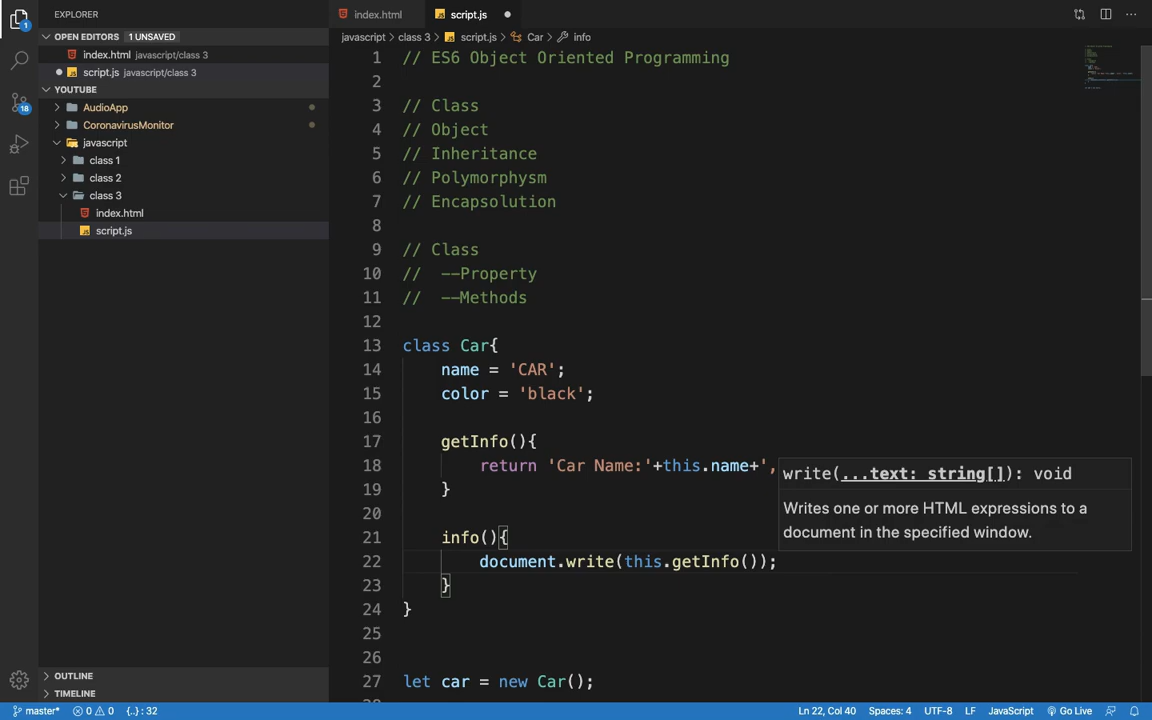 EXPLORER
OPEN EDITORS 1 UNSAVED
index.html javascript/class 3
script.js javascript/class 3
YOUTUBE
AudioApp
CoronavirusMonitor
javascript
class 1
class 2
class 3
index.html
script.js
OUTLINE
TIMELINE
1
18
index.html
script.js
javascript > class 3 > script.js > Car > info
1 // ES6 Object Oriented Programming
2
3 // Class
4 // Object
5 // Inheritance
6 // Polymorphysm
7 // Encapsolution
8
9 // Class
10 //  --Property
11 //  --Methods
12
13 class Car{
14 name = 'CAR';
15 color = 'black';
16
17 getInfo(){
18 return 'Car Name:'+this.name+',
19 }
20
21 info(){
22 document.write(this.getInfo());
23 }
24 }
25
26
27 let car = new Car();
write(...text: string[]): void
Writes one or more HTML expressions to a
document in the specified window.
master* 0 0 {..} : 32 Ln 22, Col 40 Spaces: 4 UTF-8 LF JavaScript Go Live